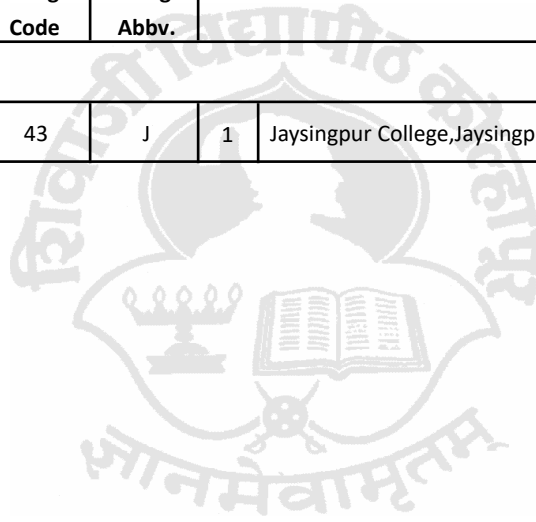 Code Abbv.
43 J 1 Jaysingpur College,Jaysingp
शिवाजी विद्यापीठ कोल्हापूर
ज्ञानमेवामृतम्